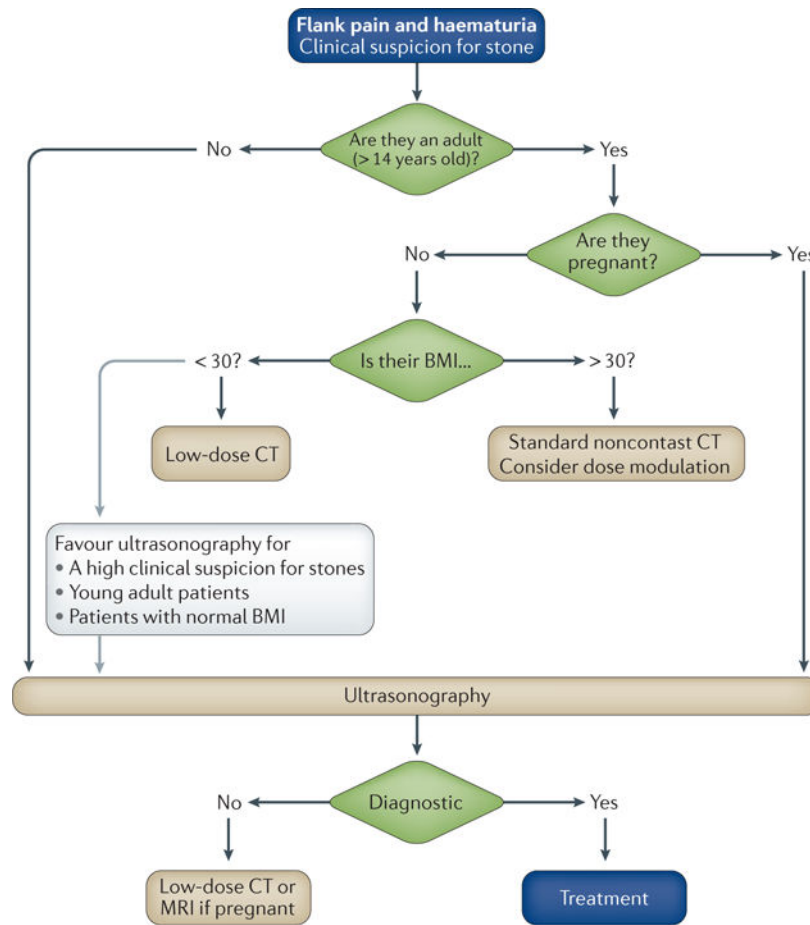 Flank pain and haematuria
Clinical suspicion for stone
Are they an adult
(> 14 years old)?
No
Yes
Are they
pregnant?
No
Yes
Is their BMI...
< 30?
> 30?
Low-dose CT
Standard noncontast CT
Consider dose modulation
Favour ultrasonography for
• A high clinical suspicion for stones
• Young adult patients
• Patients with normal BMI
Ultrasonography
Diagnostic
No
Yes
Low-dose CT or
MRI if pregnant
Treatment